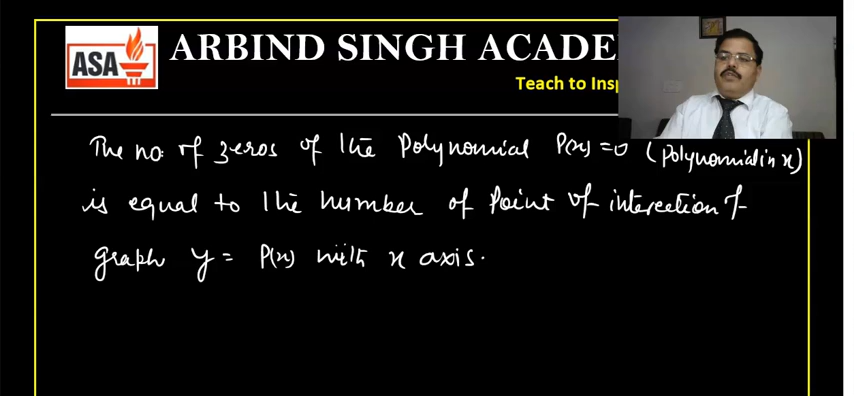 ASA
ARBIND SINGH ACADE
Teach to Insp
The no. of zeros of the Polynomial P(x) = 0 (polynomial in x)
is equal to the number of point of intercection of
graph y = P(x) with x axis.